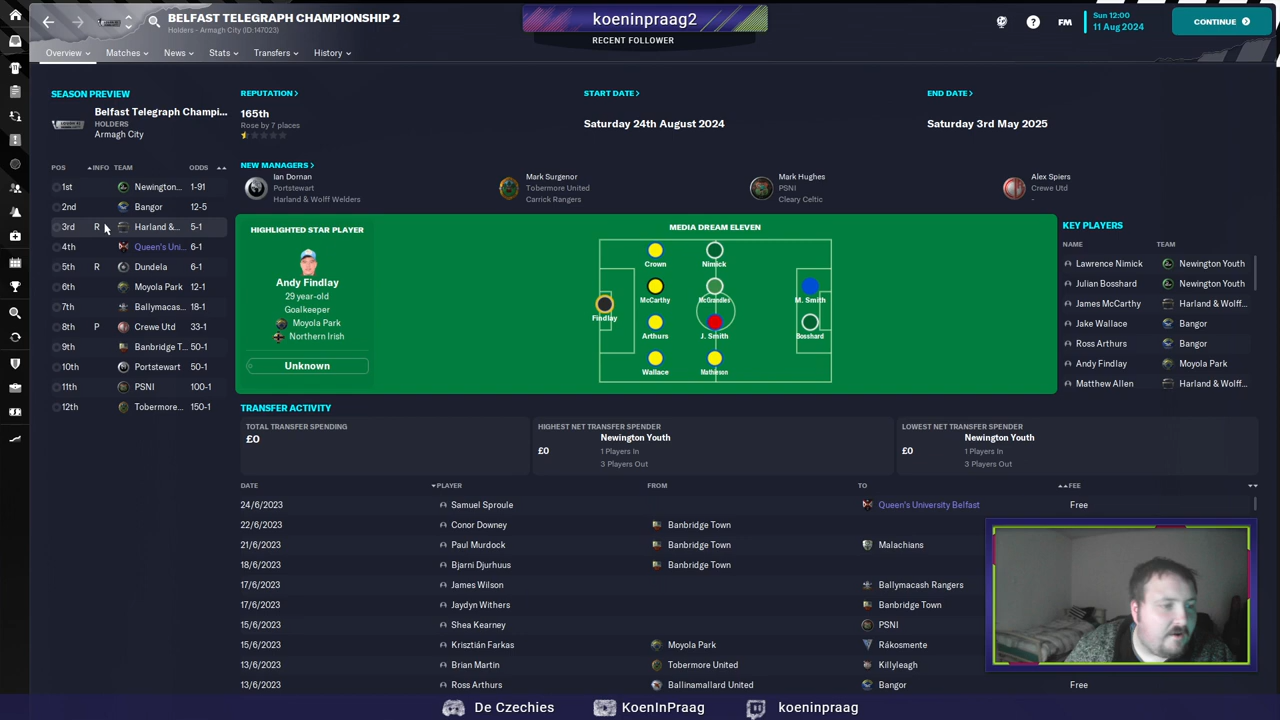 BELFAST TELEGRAPH CHAMPIONSHIP 2
Holders - Armagh City (ID:147023)
koeninpraag2
RECENT FOLLOWER
FM
Sun 12:00
11 Aug 2024
CONTINUE
Overview Matches News Stats Transfers History
SEASON PREVIEW
Belfast Telegraph Champi...
HOLDERS
Armagh City
REPUTATION
165th
Rose by 7 places
START DATE
Saturday 24th August 2024
END DATE
Saturday 3rd May 2025
NEW MANAGERS
Ian Dornan
Portstewart
Harland & Wolff Welders
Mark Surgenor
Tobermore United
Carrick Rangers
Mark Hughes
PSNI
Cleary Celtic
Alex Spiers
Crewe Utd
-
POS INFO TEAM ODDS
1st Newington... 1-91
2nd Bangor 12-5
3rd R Harland &... 5-1
4th Queen's Uni... 6-1
5th R Dundela 6-1
6th Moyola Park 12-1
7th Ballymacas... 18-1
8th P Crewe Utd 33-1
9th Banbridge T... 50-1
10th Portstewart 50-1
11th PSNI 100-1
12th Tobermore... 150-1
HIGHLIGHTED STAR PLAYER
Andy Findlay
29 year-old
Goalkeeper
Moyola Park
Northern Irish
Unknown
MEDIA DREAM ELEVEN
Crown
Nimick
McCarthy
McGrandles
M. Smith
Findlay
Arthurs
J. Smith
Bosshard
Wallace
Mathieson
KEY PLAYERS
NAME TEAM
Lawrence Nimick Newington Youth
Julian Bosshard Newington Youth
James McCarthy Harland & Wolff...
Jake Wallace Bangor
Ross Arthurs Bangor
Andy Findlay Moyola Park
Matthew Allen Harland & Wolff...
TRANSFER ACTIVITY
TOTAL TRANSFER SPENDING
£0
HIGHEST NET TRANSFER SPENDER
£0
Newington Youth
1 Players In
3 Players Out
LOWEST NET TRANSFER SPENDER
£0
Newington Youth
1 Players In
3 Players Out
DATE PLAYER FROM TO FEE
24/6/2023 Samuel Sproule Queen's University Belfast Free
22/6/2023 Conor Downey Banbridge Town
21/6/2023 Paul Murdock Banbridge Town Malachians
18/6/2023 Bjarni Djurhuus Banbridge Town
17/6/2023 James Wilson Ballymacash Rangers
17/6/2023 Jaydyn Withers Banbridge Town
15/6/2023 Shea Kearney PSNI
15/6/2023 Krisztián Farkas Moyola Park Rákosmente
13/6/2023 Brian Martin Tobermore United Killyleagh
13/6/2023 Ross Arthurs Ballinamallard United Bangor Free
De Czechies KoenInPraag koeninpraag